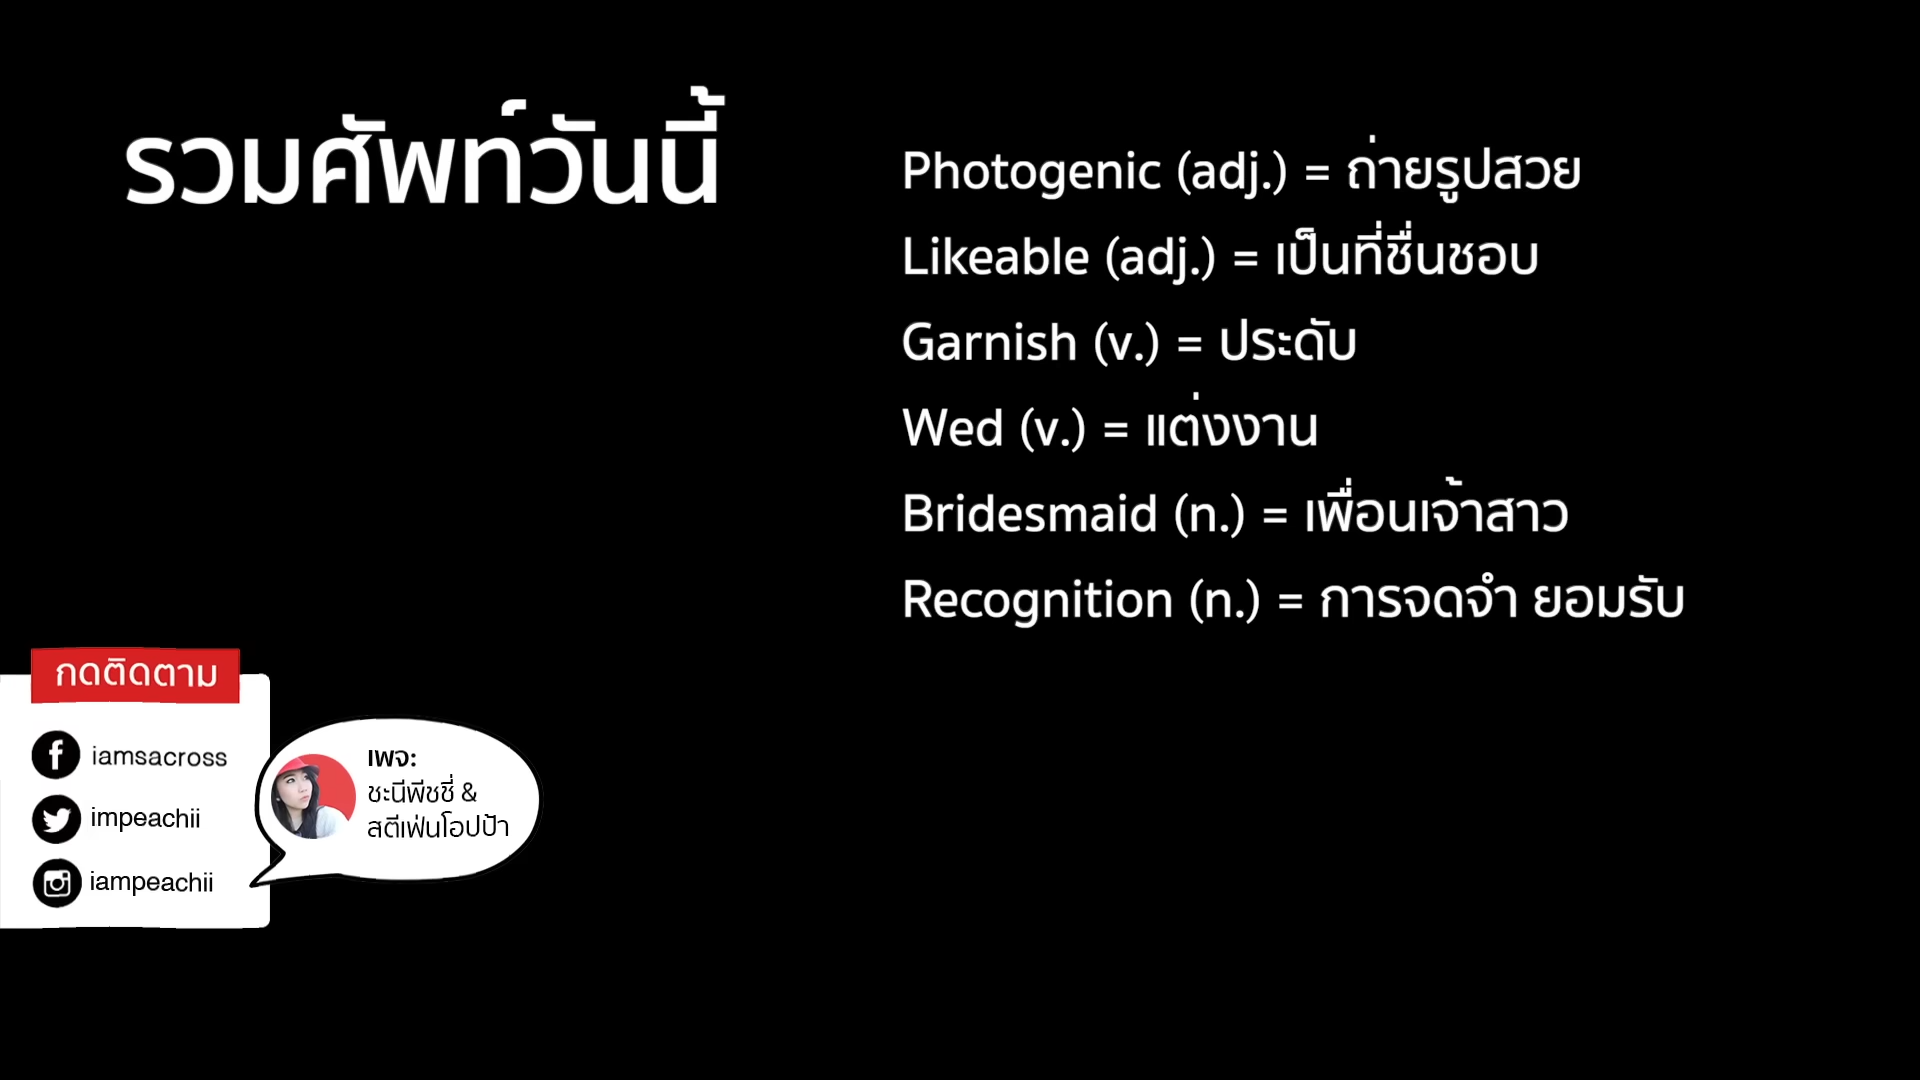 รวมศัพท์วันนี้
Photogenic (adj.) = ถ่ายรูปสวย
Likeable (adj.) = เป็นที่ชื่นชอบ
Garnish (v.) = ประดับ
Wed (v.) = แต่งงาน
Bridesmaid (n.) = เพื่อนเจ้าสาว
Recognition (n.) = การจดจำ ยอมรับ
กดติดตาม
iamsacross
impeachii
iampeachii
เพจ:
ชะนีพีชชี่ &
สตีเฟ่นโอปป้า